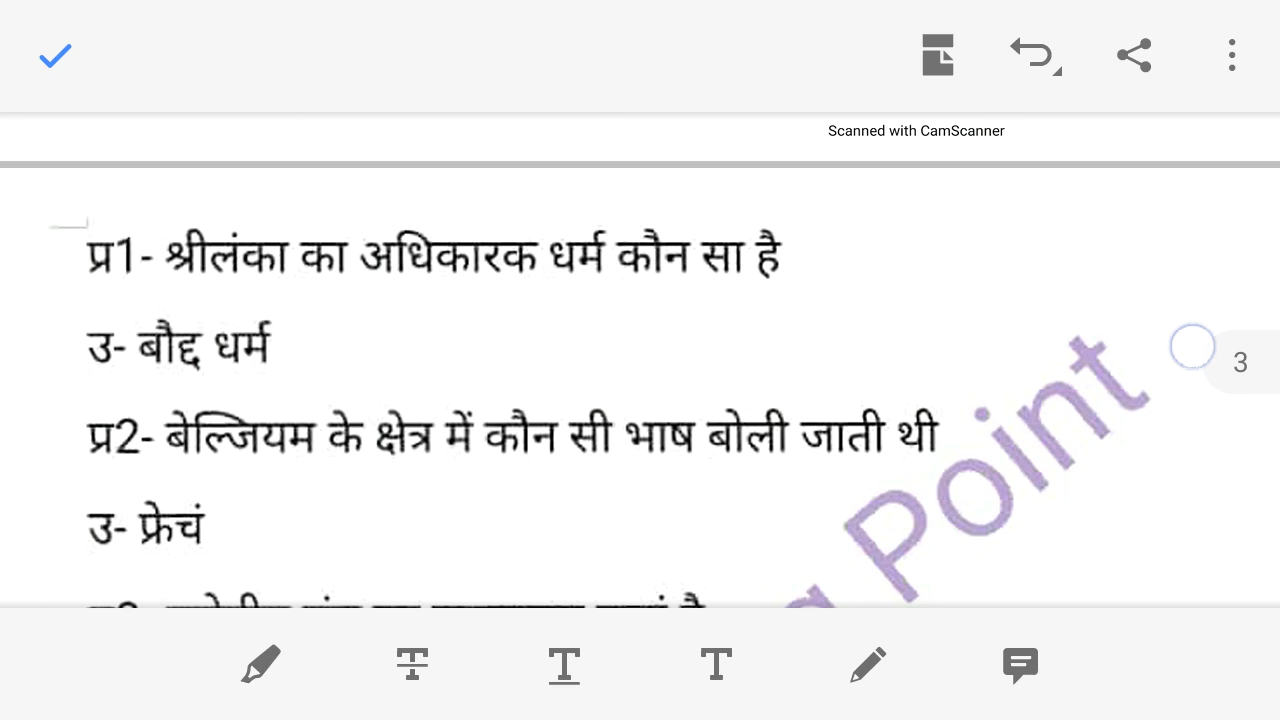 Scanned with CamScanner
प्र1- श्रीलंका का अधिकारक धर्म कौन सा है
उ- बौद्द धर्म
3
प्र2- बेल्जियम के क्षेत्र में कौन सी भाष बोली जाती थी
उ- फ्रेचं
Point